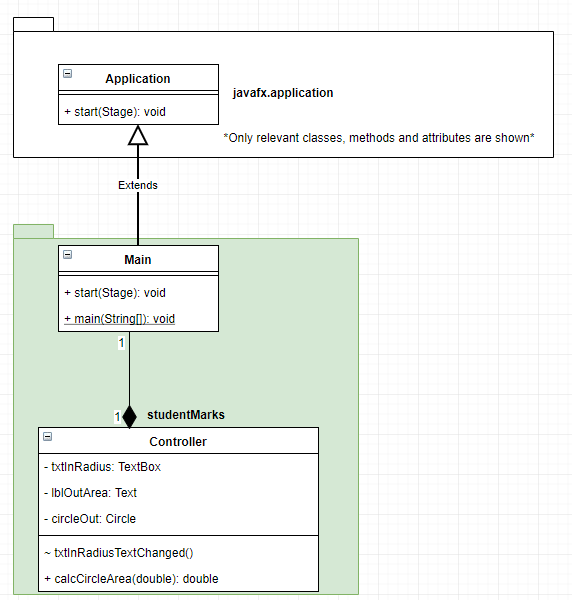 Application
+ start(Stage): void
javafx.application
*Only relevant classes, methods and attributes are shown*
Extends
Main
+ start(Stage): void
+ main(String[]): void
1
1
studentMarks
Controller
- txtInRadius: TextBox
- lblOutArea: Text
- circleOut: Circle
~ txtInRadiusTextChanged()
+ calcCircleArea(double): double